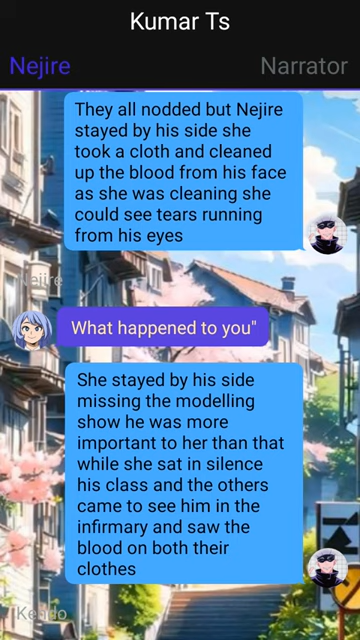 Kumar Ts
Nejire
Narrator
They all nodded but Nejire
stayed by his side she
took a cloth and cleaned
up the blood from his face
as she was cleaning she
could see tears running
from his eyes
Nejire
What happened to you"
She stayed by his side
missing the modelling
show he was more
important to her than that
while she sat in silence
his class and the others
came to see him in the
infirmary and saw the
blood on both their
clothes
Kendo